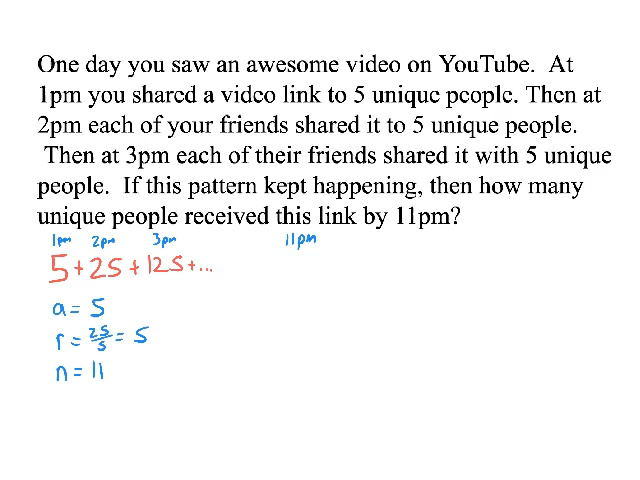 One day you saw an awesome video on YouTube. At
1pm you shared a video link to 5 unique people. Then at
2pm each of your friends shared it to 5 unique people.
Then at 3pm each of their friends shared it with 5 unique
people. If this pattern kept happening, then how many
unique people received this link by 11pm?
1pm 2pm 3pm 11pm
5 + 25 + 125 + ...
a = 5
r = 25/5 = 5
n = 11